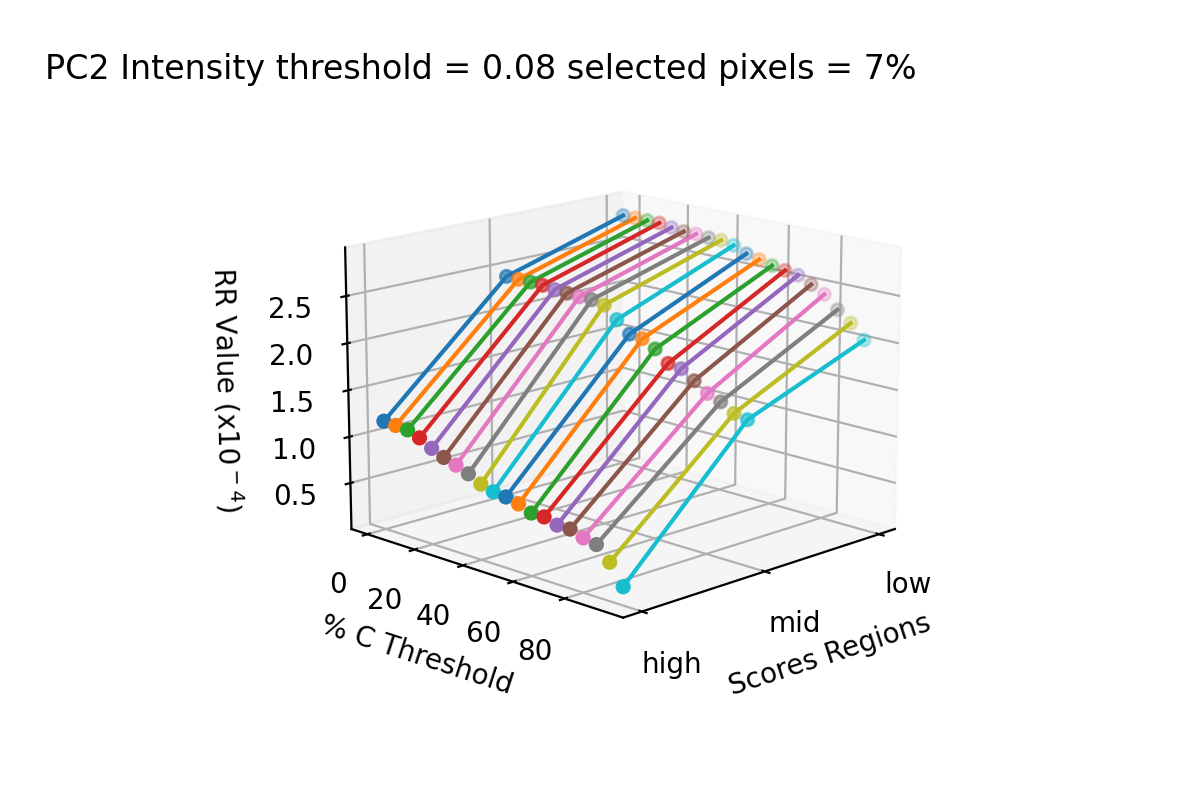 PC2 Intensity threshold = 0.08 selected pixels = 7%
2.5
2.0
1.5
1.0
0.5
RR Value (x10⁻⁴)
0
20
40
60
80
% C Threshold
high
mid
low
Scores Regions